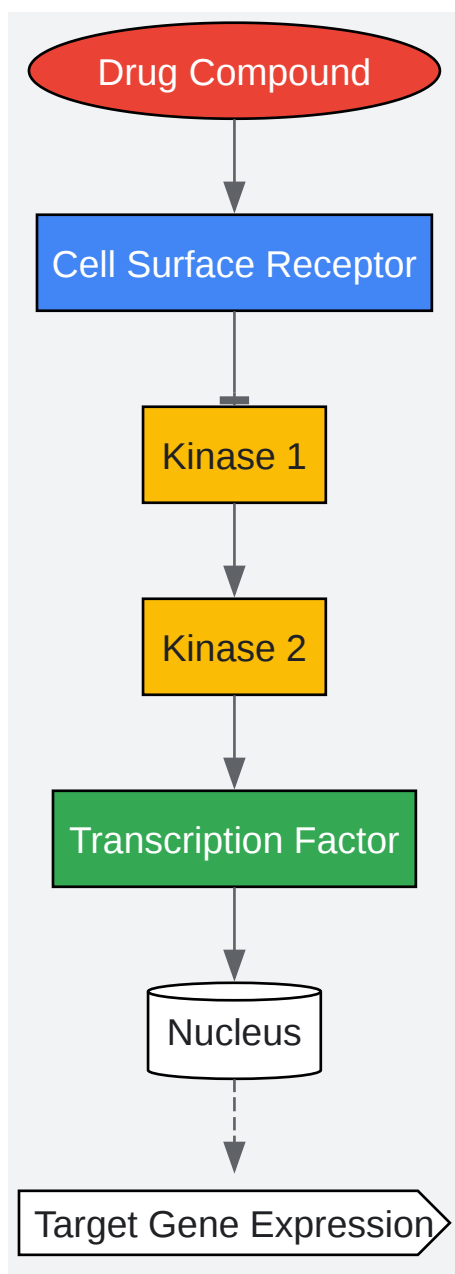 Drug Compound
Cell Surface Receptor
Kinase 1
Kinase 2
Transcription Factor
Nucleus
Target Gene Expression